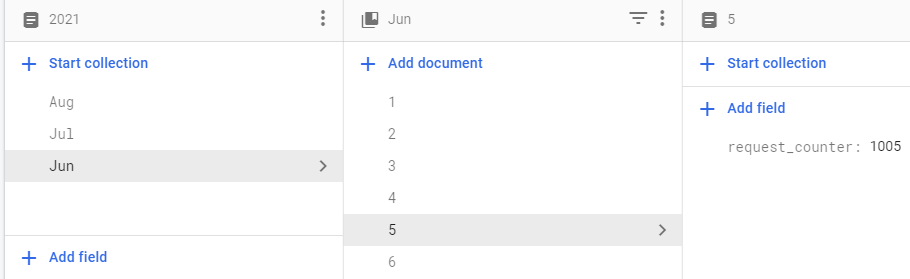 2021
Start collection
Aug
Jul
Jun
Add field
Jun
Add document
1
2
3
4
5
6
5
Start collection
Add field
request_counter: 1005